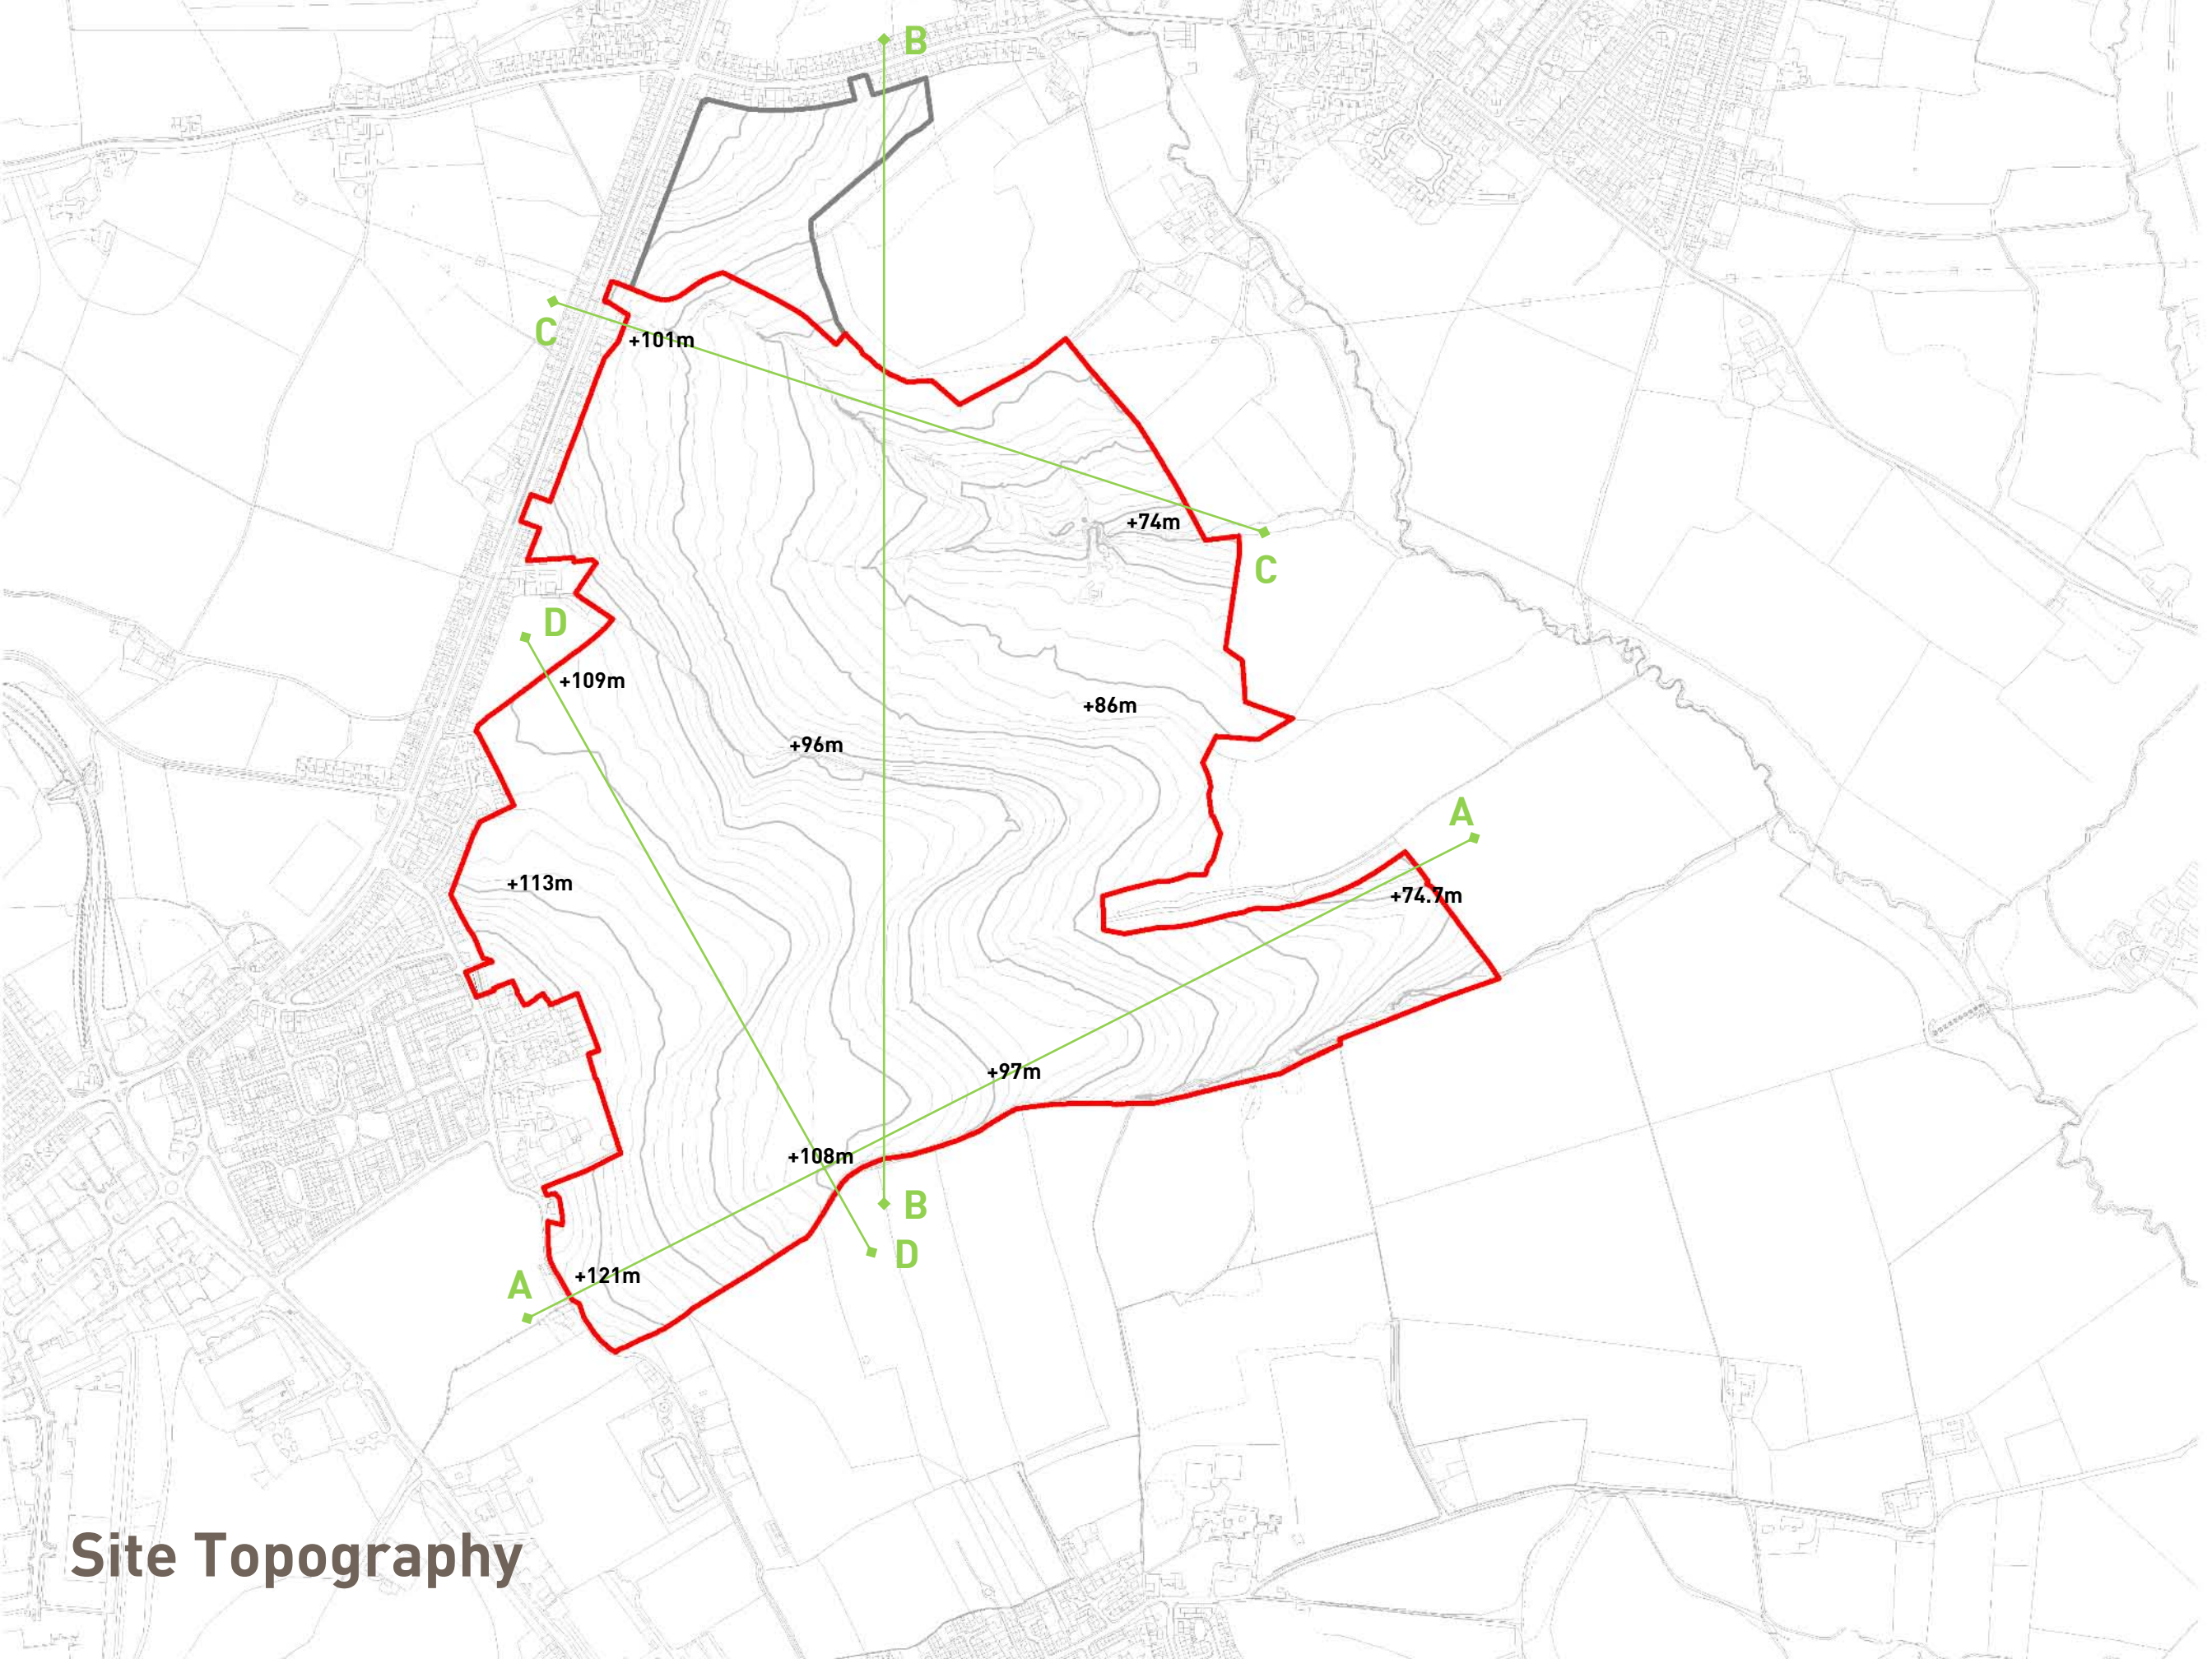 B
C
+101m
+74m
C
D
+109m
+86m
+96m
A
+113m
+74.7m
+97m
+108m
B
D
+121m
A
Site Topography